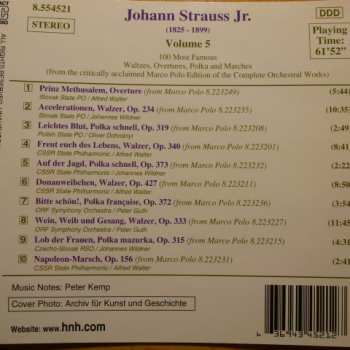 8.554521
STEREO
Johann Strauss Jr.
(1825 - 1899)
Volume 5
100 Most Famous
Waltzes, Overtures, Polka and Marches
(from the critically acclaimed Marco Polo Edition of the Complete Orchestral Works)
DDD
Playing
Time:
61'52"
1 Prinz Methusalem, Overture (from Marco Polo 8.223249) (5:44)
Slovak State PO / Alfred Walter
2 Accelerationen, Walzer, Op. 234 (from Marco Polo 8.223235) (10:35)
Slovak State PO / Johannes Wildner
3 Leichtes Blut, Polka schnell, Op. 319 (from Marco Polo 8.223208) (2:49)
Polish State PO / Oliver Dohnányi
4 Freut euch des Lebens, Walzer, Op. 340 (from Marco Polo 8.223201) (8:41)
CSSR State Philharmonic / Alfred Walter
5 Auf der Jagd, Polka schnell, Op. 373 (from Marco Polo 8.223232) (2:22)
CSSR State Philharmonic / Alfred Walter
6 Donauweibchen, Walzer, Op. 427 (from Marco Polo 8.223211)
CSSR State Philharmonic / Alfred Walter
7 Bitte schön!, Polka française, Op. 372 (from Marco Polo 8.223236)
ORF Symphony Orchestra / Peter Guth
8 Wein, Weib und Gesang, Walzer, Op. 333 (from Marco Polo 8.223227)
ORF Symphony Orchestra / Peter Guth
9 Lob der Frauen, Polka mazurka, Op. 315 (from Marco Polo 8.223215)
Czecho-Slovak RSO / Johannes Wildner
10 Napoleon-Marsch, Op. 156 (from Marco Polo 8.223231) (2:41
CSSR State Philharmonic / Alfred Walter
Music Notes: Peter Kemp
Cover Photo: Archiv für Kunst und Geschichte
Website: www.hnh.com